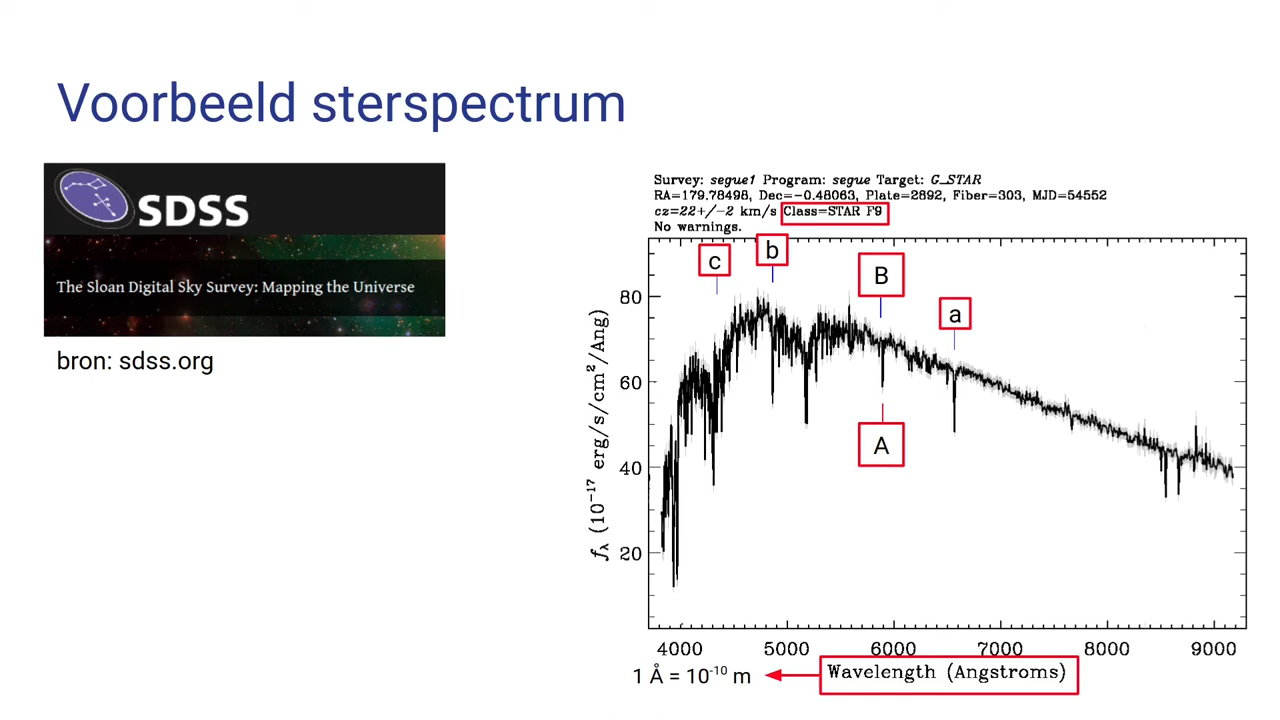 Voorbeeld sterspectrum
SDSS
The Sloan Digital Sky Survey: Mapping the Universe
bron: sdss.org
Survey: segue1 Program: segue Target: G_STAR
RA=179.78498, Dec=-0.48063, Plate=2892, Fiber=303, MJD=54552
cz=22+/-2 km/s Class=STAR F9
No warnings.
c
b
B
a
A
80
60
40
20
fλ (10⁻¹⁷ erg/s/cm²/Ang)
4000 5000 6000 7000 8000 9000
1 Å = 10⁻¹⁰ m
Wavelength (Angstroms)